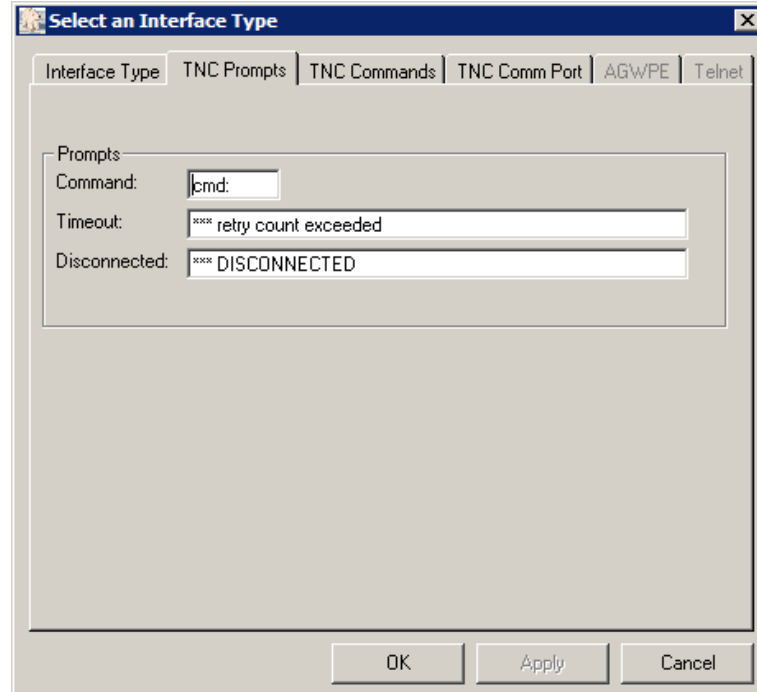 Select an Interface Type
Interface Type TNC Prompts TNC Commands TNC Comm Port AGWPE Telnet
Prompts
Command: cmd:
Timeout: *** retry count exceeded
Disconnected: *** DISCONNECTED
OK Apply Cancel